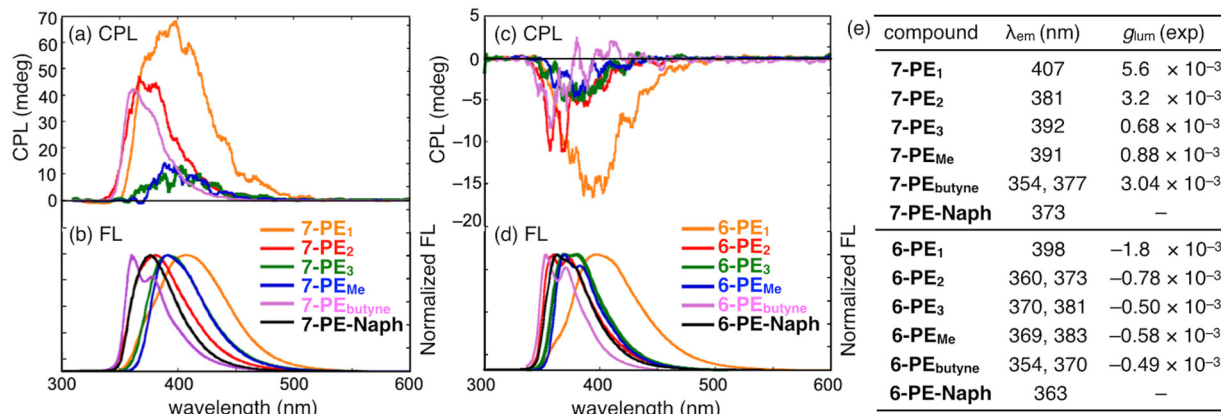 (a) CPL
CPL (mdeg)
70
60
50
40
30
20
10
0
(b) FL
7-PE1
7-PE2
7-PE3
7-PEMe
7-PEbutyne
7-PE-Naph
Normalized FL
300
400
500
600
wavelength (nm)
(c) CPL
CPL (mdeg)
5
0
−5
−10
−15
−20
(d) FL
6-PE1
6-PE2
6-PE3
6-PEMe
6-PEbutyne
6-PE-Naph
Normalized FL
300
400
500
600
wavelength (nm)
(e) compound λem (nm) glum (exp)
7-PE1 407 5.6 × 10−3
7-PE2 381 3.2 × 10−3
7-PE3 392 0.68 × 10−3
7-PEMe 391 0.88 × 10−3
7-PEbutyne 354, 377 3.04 × 10−3
7-PE-Naph 373 –
6-PE1 398 −1.8 × 10−3
6-PE2 360, 373 −0.78 × 10−3
6-PE3 370, 381 −0.50 × 10−3
6-PEMe 369, 383 −0.58 × 10−3
6-PEbutyne 354, 370 −0.49 × 10−3
6-PE-Naph 363 –